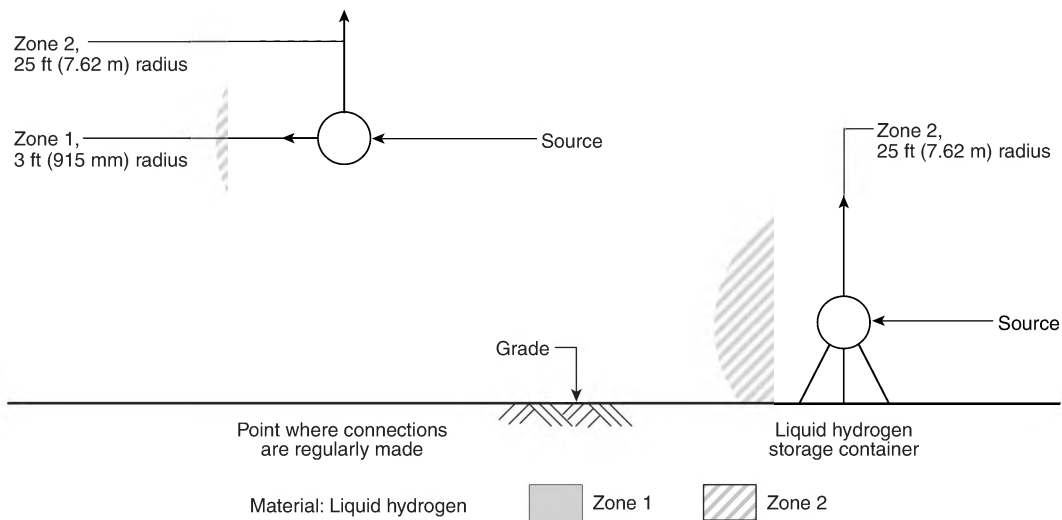 Zone 2,
25 ft (7.62 m) radius
Zone 1,
3 ft (915 mm) radius
Source
Zone 2,
25 ft (7.62 m) radius
Source
Grade
Point where connections
are regularly made
Liquid hydrogen
storage container
Material: Liquid hydrogen
Zone 1
Zone 2